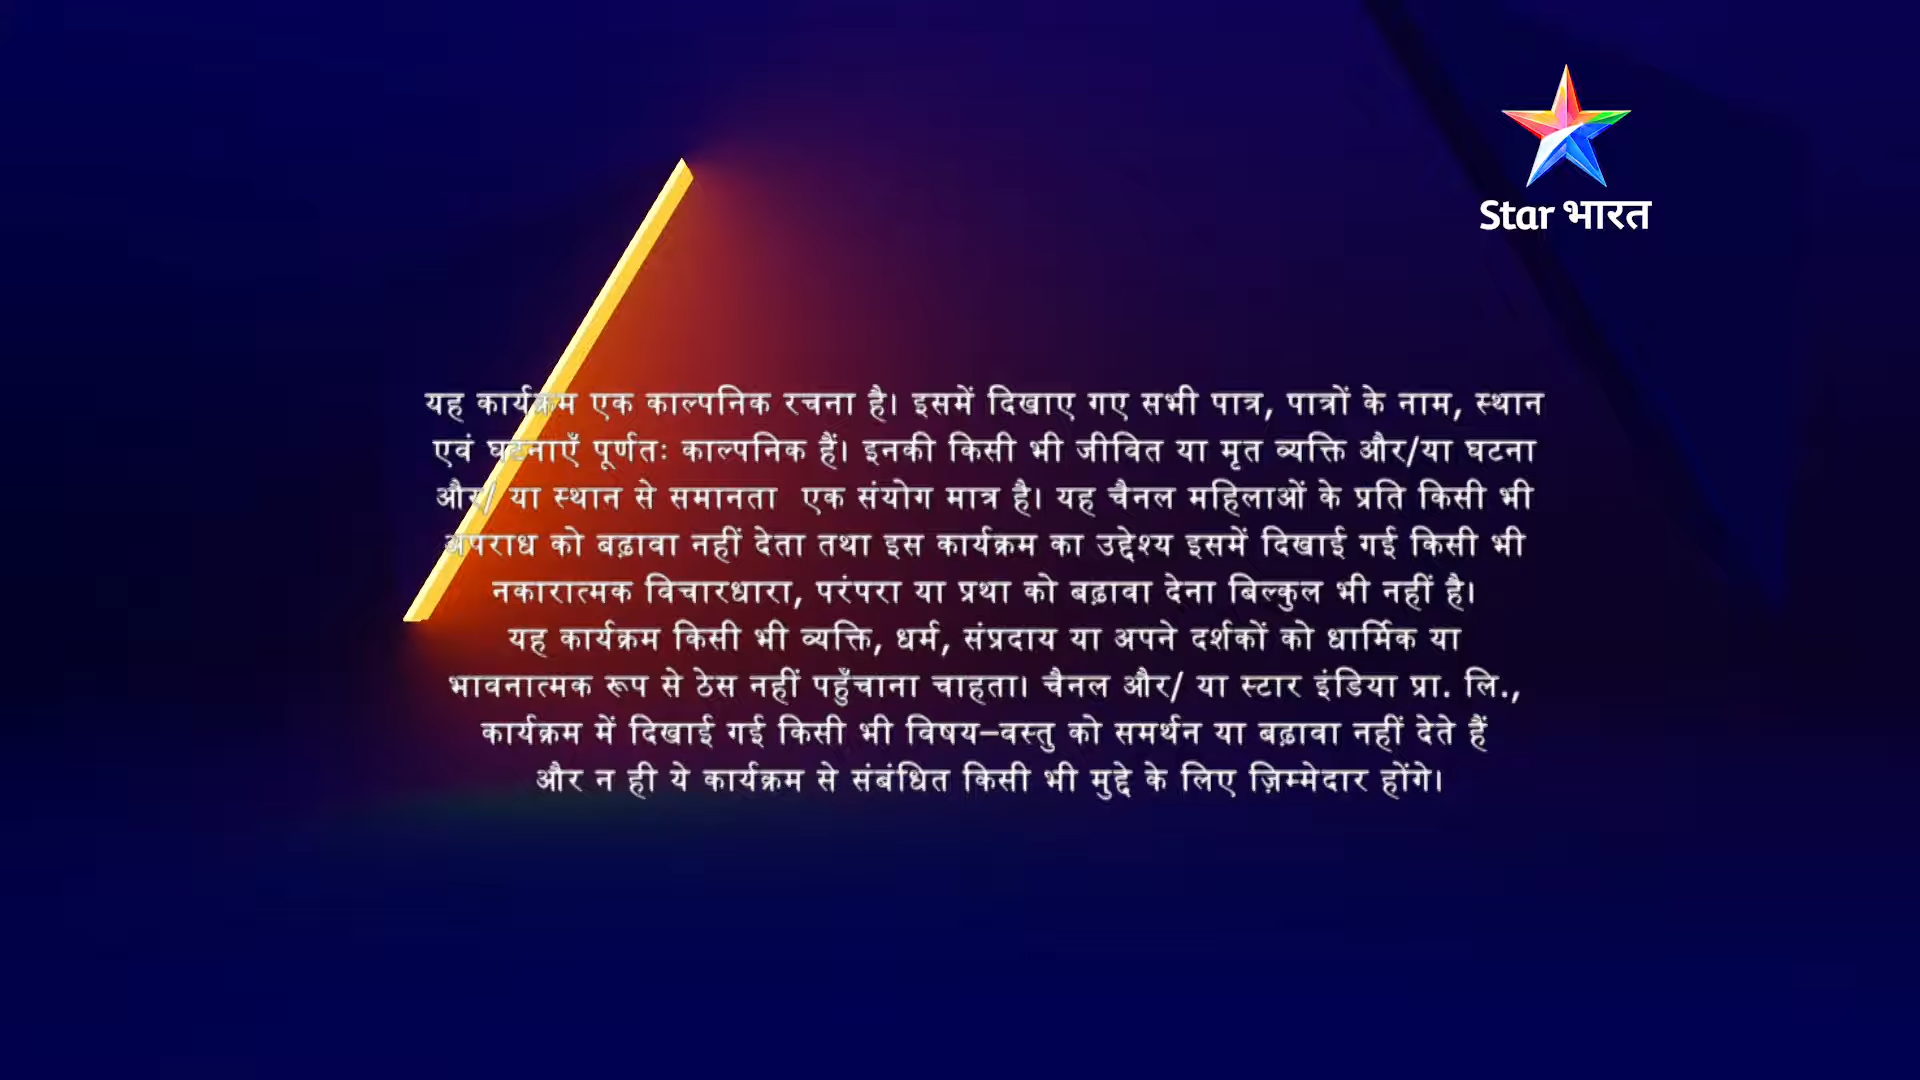 Star भारत
यह कार्यक्रम एक काल्पनिक रचना है। इसमें दिखाए गए सभी पात्र, पात्रों के नाम, स्थान
एवं घटनाएँ पूर्णतः काल्पनिक हैं। इनकी किसी भी जीवित या मृत व्यक्ति और/या घटना
और/ या स्थान से समानता एक संयोग मात्र है। यह चैनल महिलाओं के प्रति किसी भी
अपराध को बढ़ावा नहीं देता तथा इस कार्यक्रम का उद्देश्य इसमें दिखाई गई किसी भी
नकारात्मक विचारधारा, परंपरा या प्रथा को बढ़ावा देना बिल्कुल भी नहीं है।
यह कार्यक्रम किसी भी व्यक्ति, धर्म, संप्रदाय या अपने दर्शकों को धार्मिक या
भावनात्मक रूप से ठेस नहीं पहुँचाना चाहता। चैनल और/ या स्टार इंडिया प्रा. लि.,
कार्यक्रम में दिखाई गई किसी भी विषय–वस्तु को समर्थन या बढ़ावा नहीं देते हैं
और न ही ये कार्यक्रम से संबंधित किसी भी मुद्दे के लिए ज़िम्मेदार होंगे।